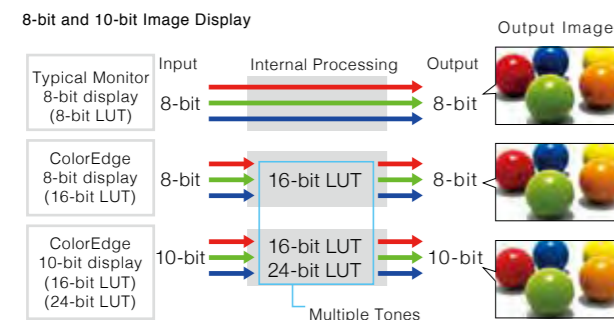 8-bit and 10-bit Image Display
Output Image
Input
Internal Processing
Output
Typical Monitor
8-bit display
(8-bit LUT)
8-bit
8-bit
ColorEdge
8-bit display
(16-bit LUT)
8-bit
16-bit LUT
8-bit
ColorEdge
10-bit display
(16-bit LUT)
(24-bit LUT)
10-bit
16-bit LUT
24-bit LUT
10-bit
Multiple Tones